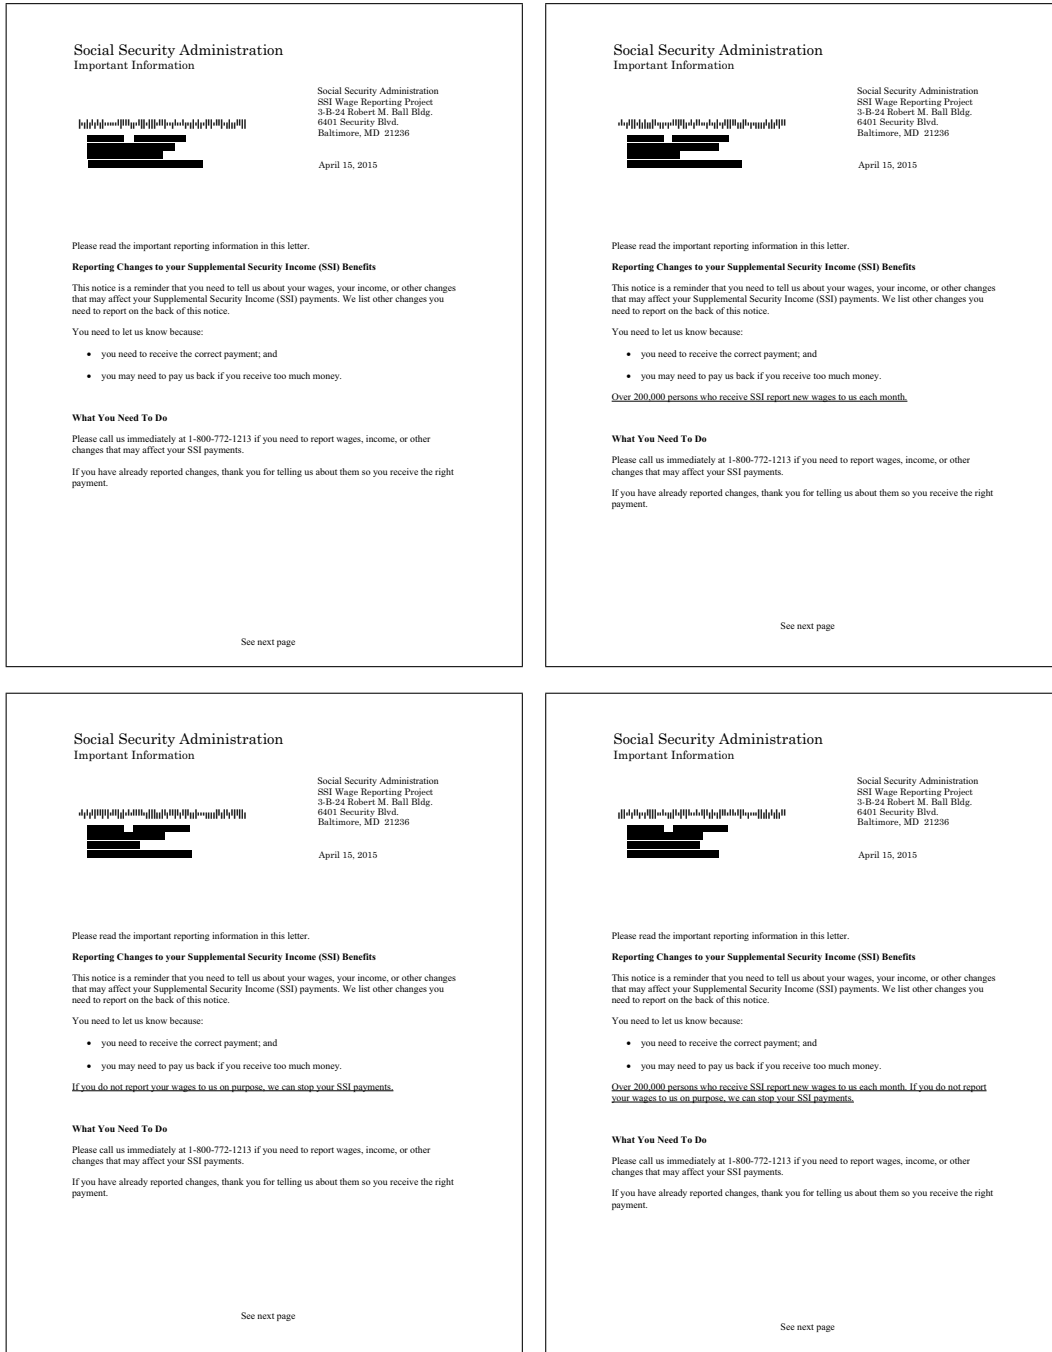 Social Security Administration
Important Information
Social Security Administration
SSI Wage Reporting Project
3-B-24 Robert M. Ball Bldg.
6401 Security Blvd.
Baltimore, MD  21236
April 15, 2015
Please read the important reporting information in this letter.
Reporting Changes to your Supplemental Security Income (SSI) Benefits
This notice is a reminder that you need to tell us about your wages, your income, or other changes
that may affect your Supplemental Security Income (SSI) payments. We list other changes you
need to report on the back of this notice.
You need to let us know because:
• you need to receive the correct payment; and
• you may need to pay us back if you receive too much money.
What You Need To Do
Please call us immediately at 1-800-772-1213 if you need to report wages, income, or other
changes that may affect your SSI payments.
If you have already reported changes, thank you for telling us about them so you receive the right
payment.
See next page
Social Security Administration
Important Information
Social Security Administration
SSI Wage Reporting Project
3-B-24 Robert M. Ball Bldg.
6401 Security Blvd.
Baltimore, MD  21236
April 15, 2015
Please read the important reporting information in this letter.
Reporting Changes to your Supplemental Security Income (SSI) Benefits
This notice is a reminder that you need to tell us about your wages, your income, or other changes
that may affect your Supplemental Security Income (SSI) payments. We list other changes you
need to report on the back of this notice.
You need to let us know because:
• you need to receive the correct payment; and
• you may need to pay us back if you receive too much money.
Over 200,000 persons who receive SSI report new wages to us each month.
What You Need To Do
Please call us immediately at 1-800-772-1213 if you need to report wages, income, or other
changes that may affect your SSI payments.
If you have already reported changes, thank you for telling us about them so you receive the right
payment.
See next page
Social Security Administration
Important Information
Social Security Administration
SSI Wage Reporting Project
3-B-24 Robert M. Ball Bldg.
6401 Security Blvd.
Baltimore, MD  21236
April 15, 2015
Please read the important reporting information in this letter.
Reporting Changes to your Supplemental Security Income (SSI) Benefits
This notice is a reminder that you need to tell us about your wages, your income, or other changes
that may affect your Supplemental Security Income (SSI) payments. We list other changes you
need to report on the back of this notice.
You need to let us know because:
• you need to receive the correct payment; and
• you may need to pay us back if you receive too much money.
If you do not report your wages to us on purpose, we can stop your SSI payments.
What You Need To Do
Please call us immediately at 1-800-772-1213 if you need to report wages, income, or other
changes that may affect your SSI payments.
If you have already reported changes, thank you for telling us about them so you receive the right
payment.
See next page
Social Security Administration
Important Information
Social Security Administration
SSI Wage Reporting Project
3-B-24 Robert M. Ball Bldg.
6401 Security Blvd.
Baltimore, MD  21236
April 15, 2015
Please read the important reporting information in this letter.
Reporting Changes to your Supplemental Security Income (SSI) Benefits
This notice is a reminder that you need to tell us about your wages, your income, or other changes
that may affect your Supplemental Security Income (SSI) payments. We list other changes you
need to report on the back of this notice.
You need to let us know because:
• you need to receive the correct payment; and
• you may need to pay us back if you receive too much money.
Over 200,000 persons who receive SSI report new wages to us each month. If you do not report
your wages to us on purpose, we can stop your SSI payments.
What You Need To Do
Please call us immediately at 1-800-772-1213 if you need to report wages, income, or other
changes that may affect your SSI payments.
If you have already reported changes, thank you for telling us about them so you receive the right
payment.
See next page